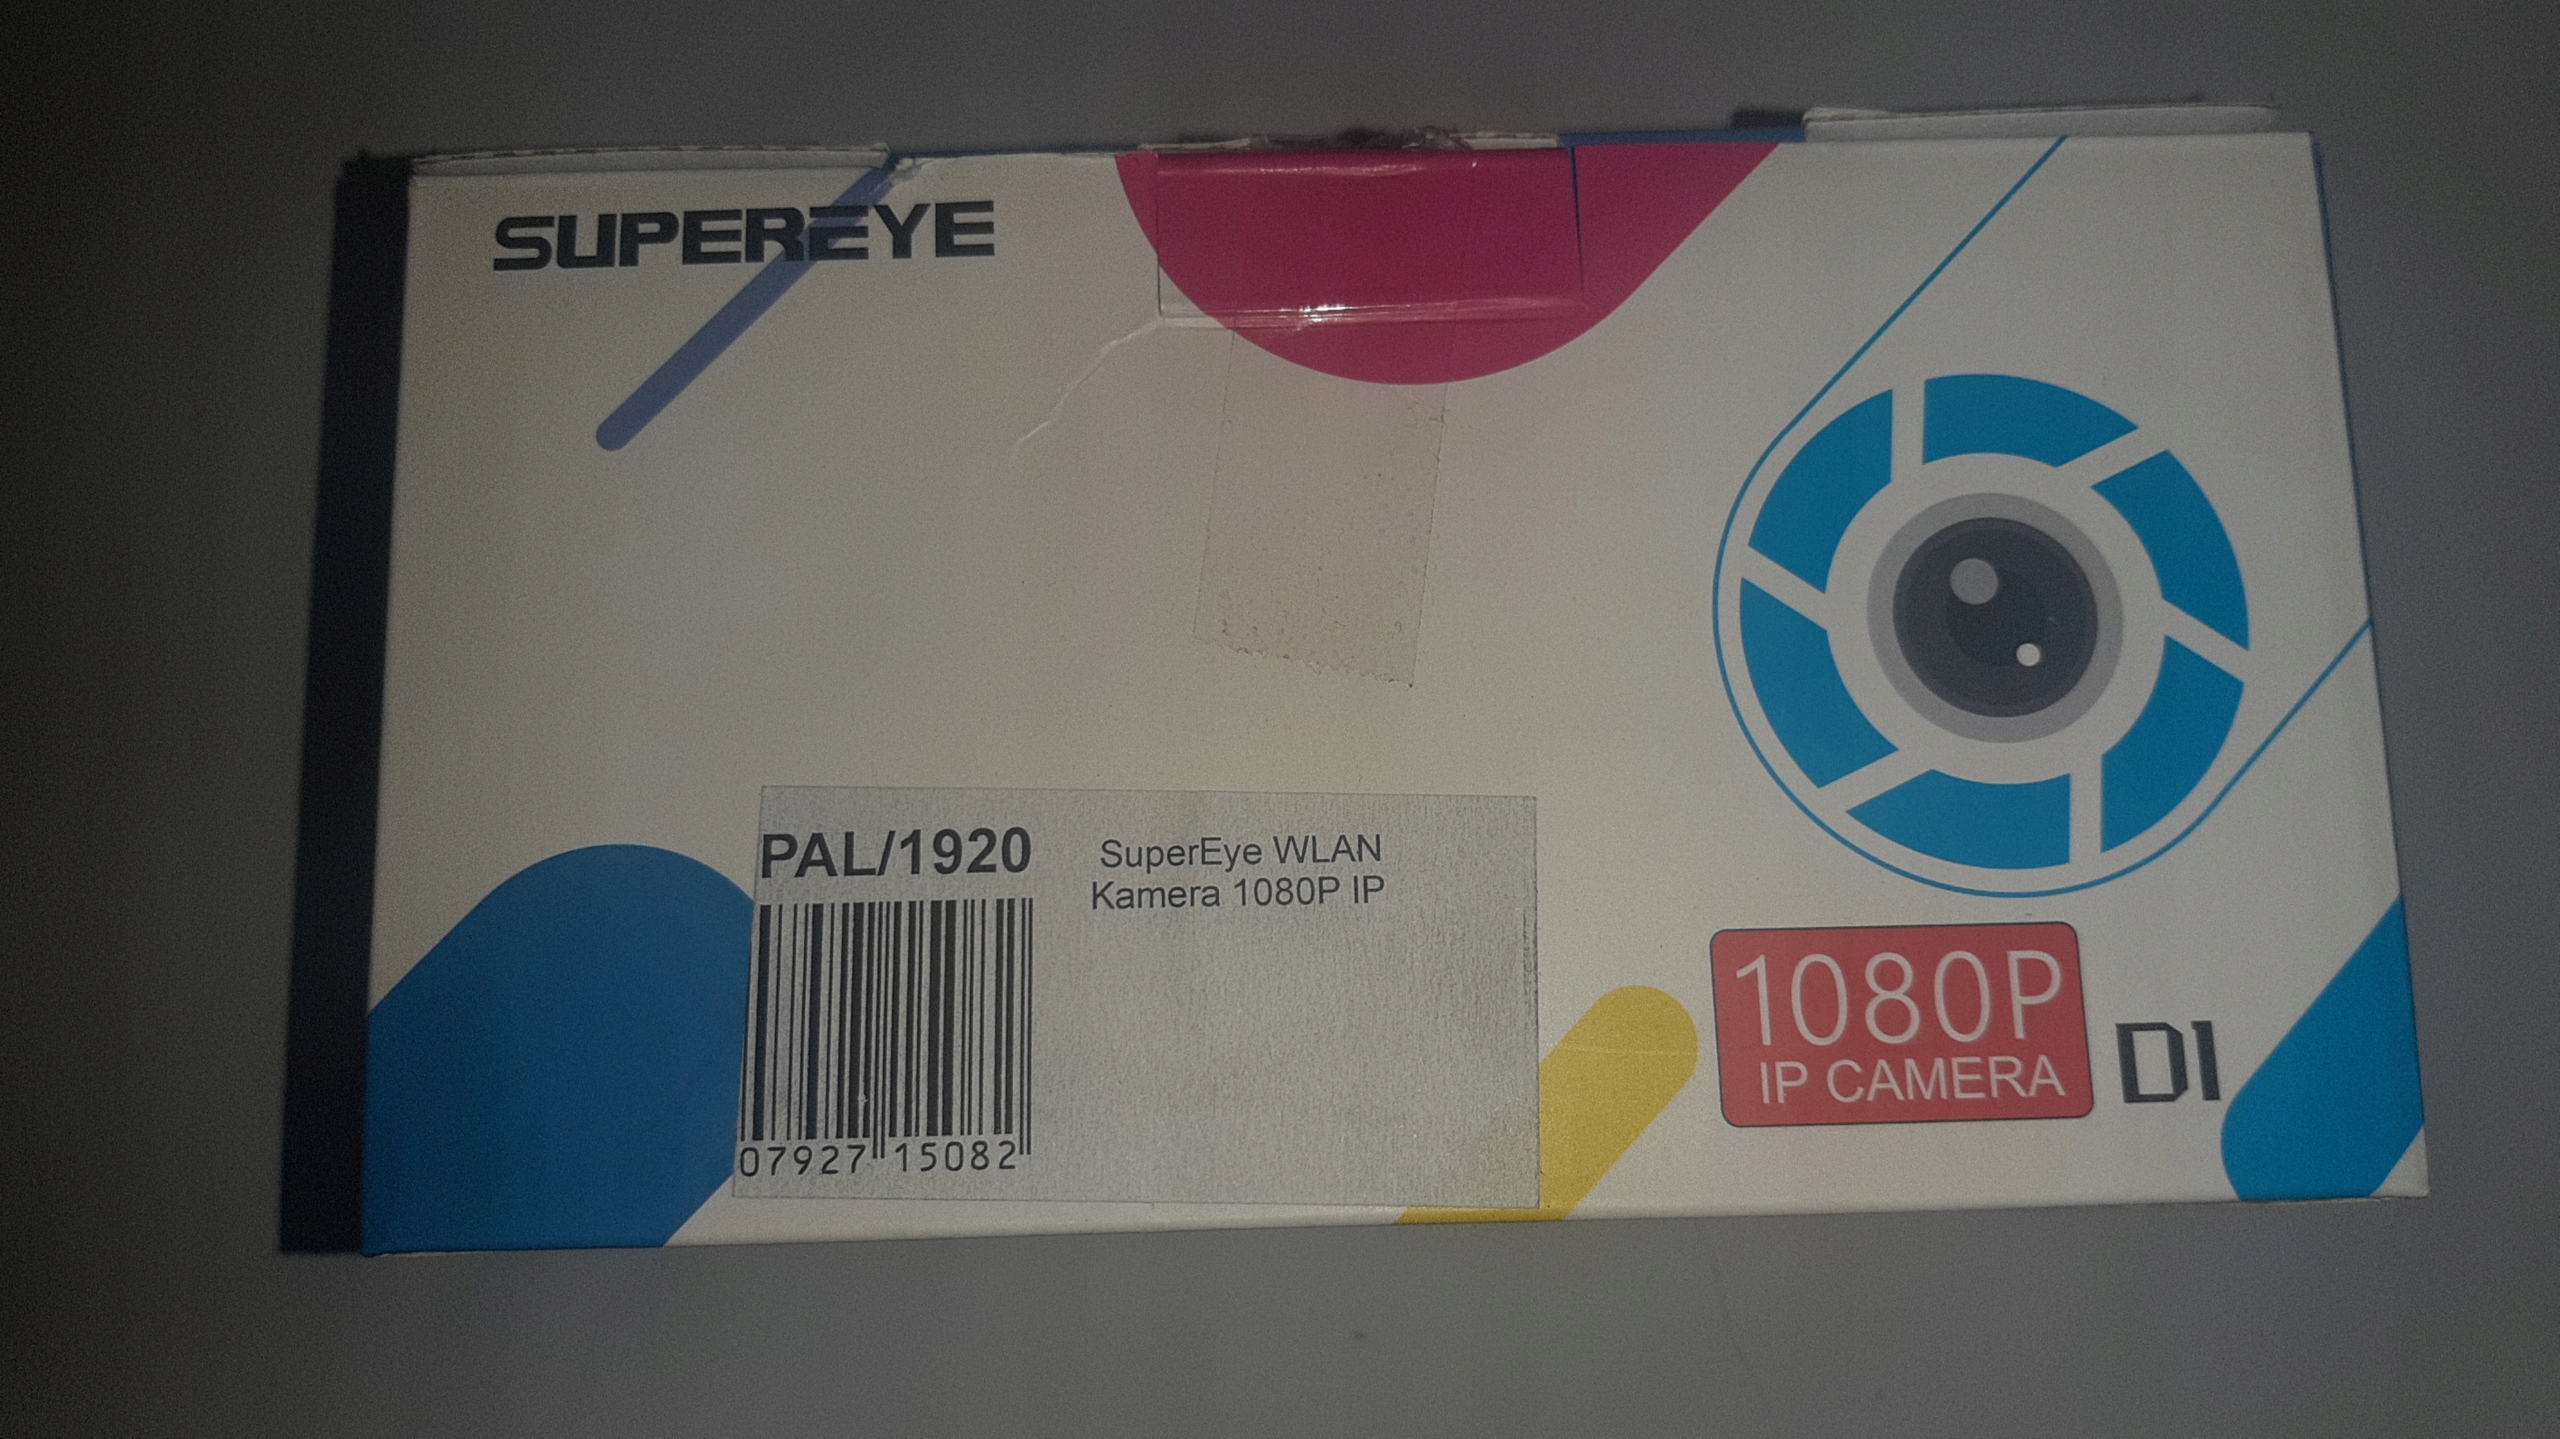 SUPEREYE
PAL/1920
SuperEye WLAN
Kamera 1080P IP
07927 15082
1080P
IP CAMERA
D1